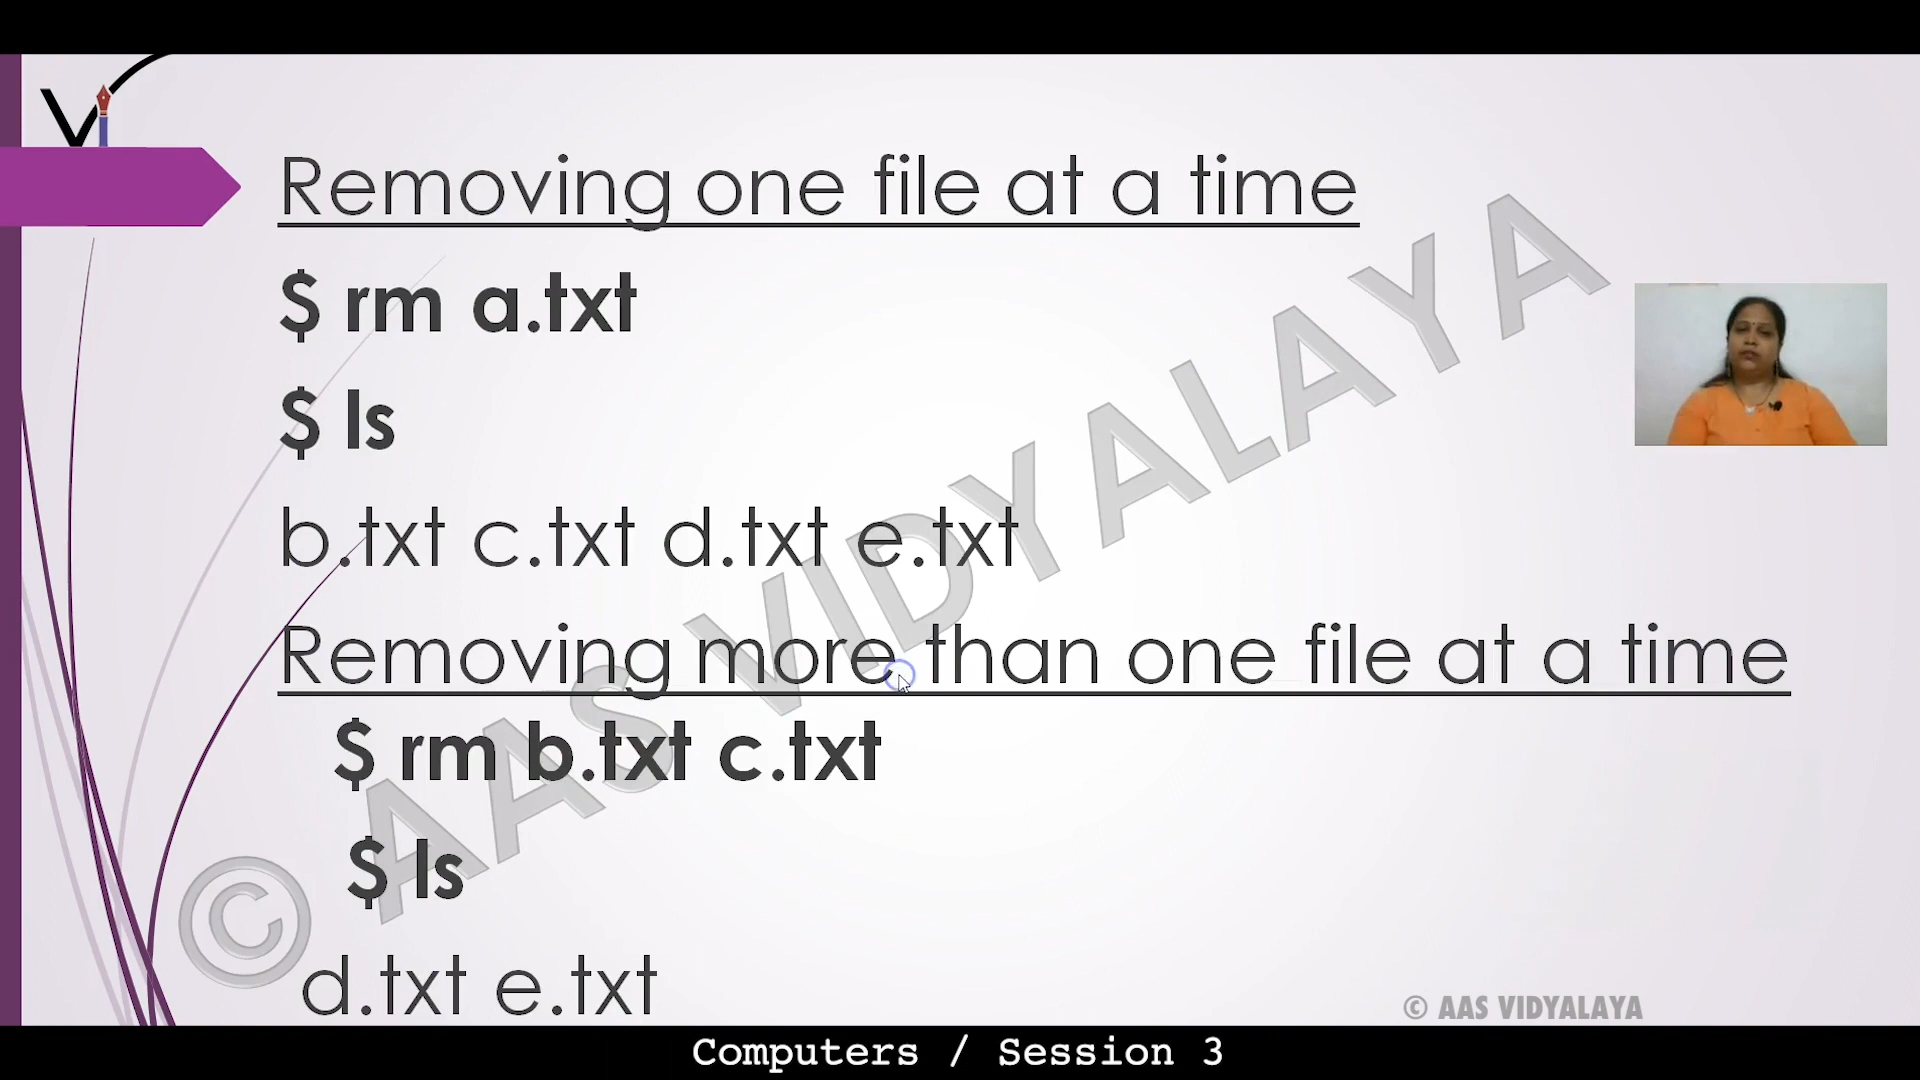 Vi
Removing one file at a time
$ rm a.txt
$ ls
b.txt c.txt d.txt e.txt
Removing more than one file at a time
$ rm b.txt c.txt
$ ls
d.txt e.txt
© AAS VIDYALAYA
© AAS VIDYALAYA
Computers / Session 3